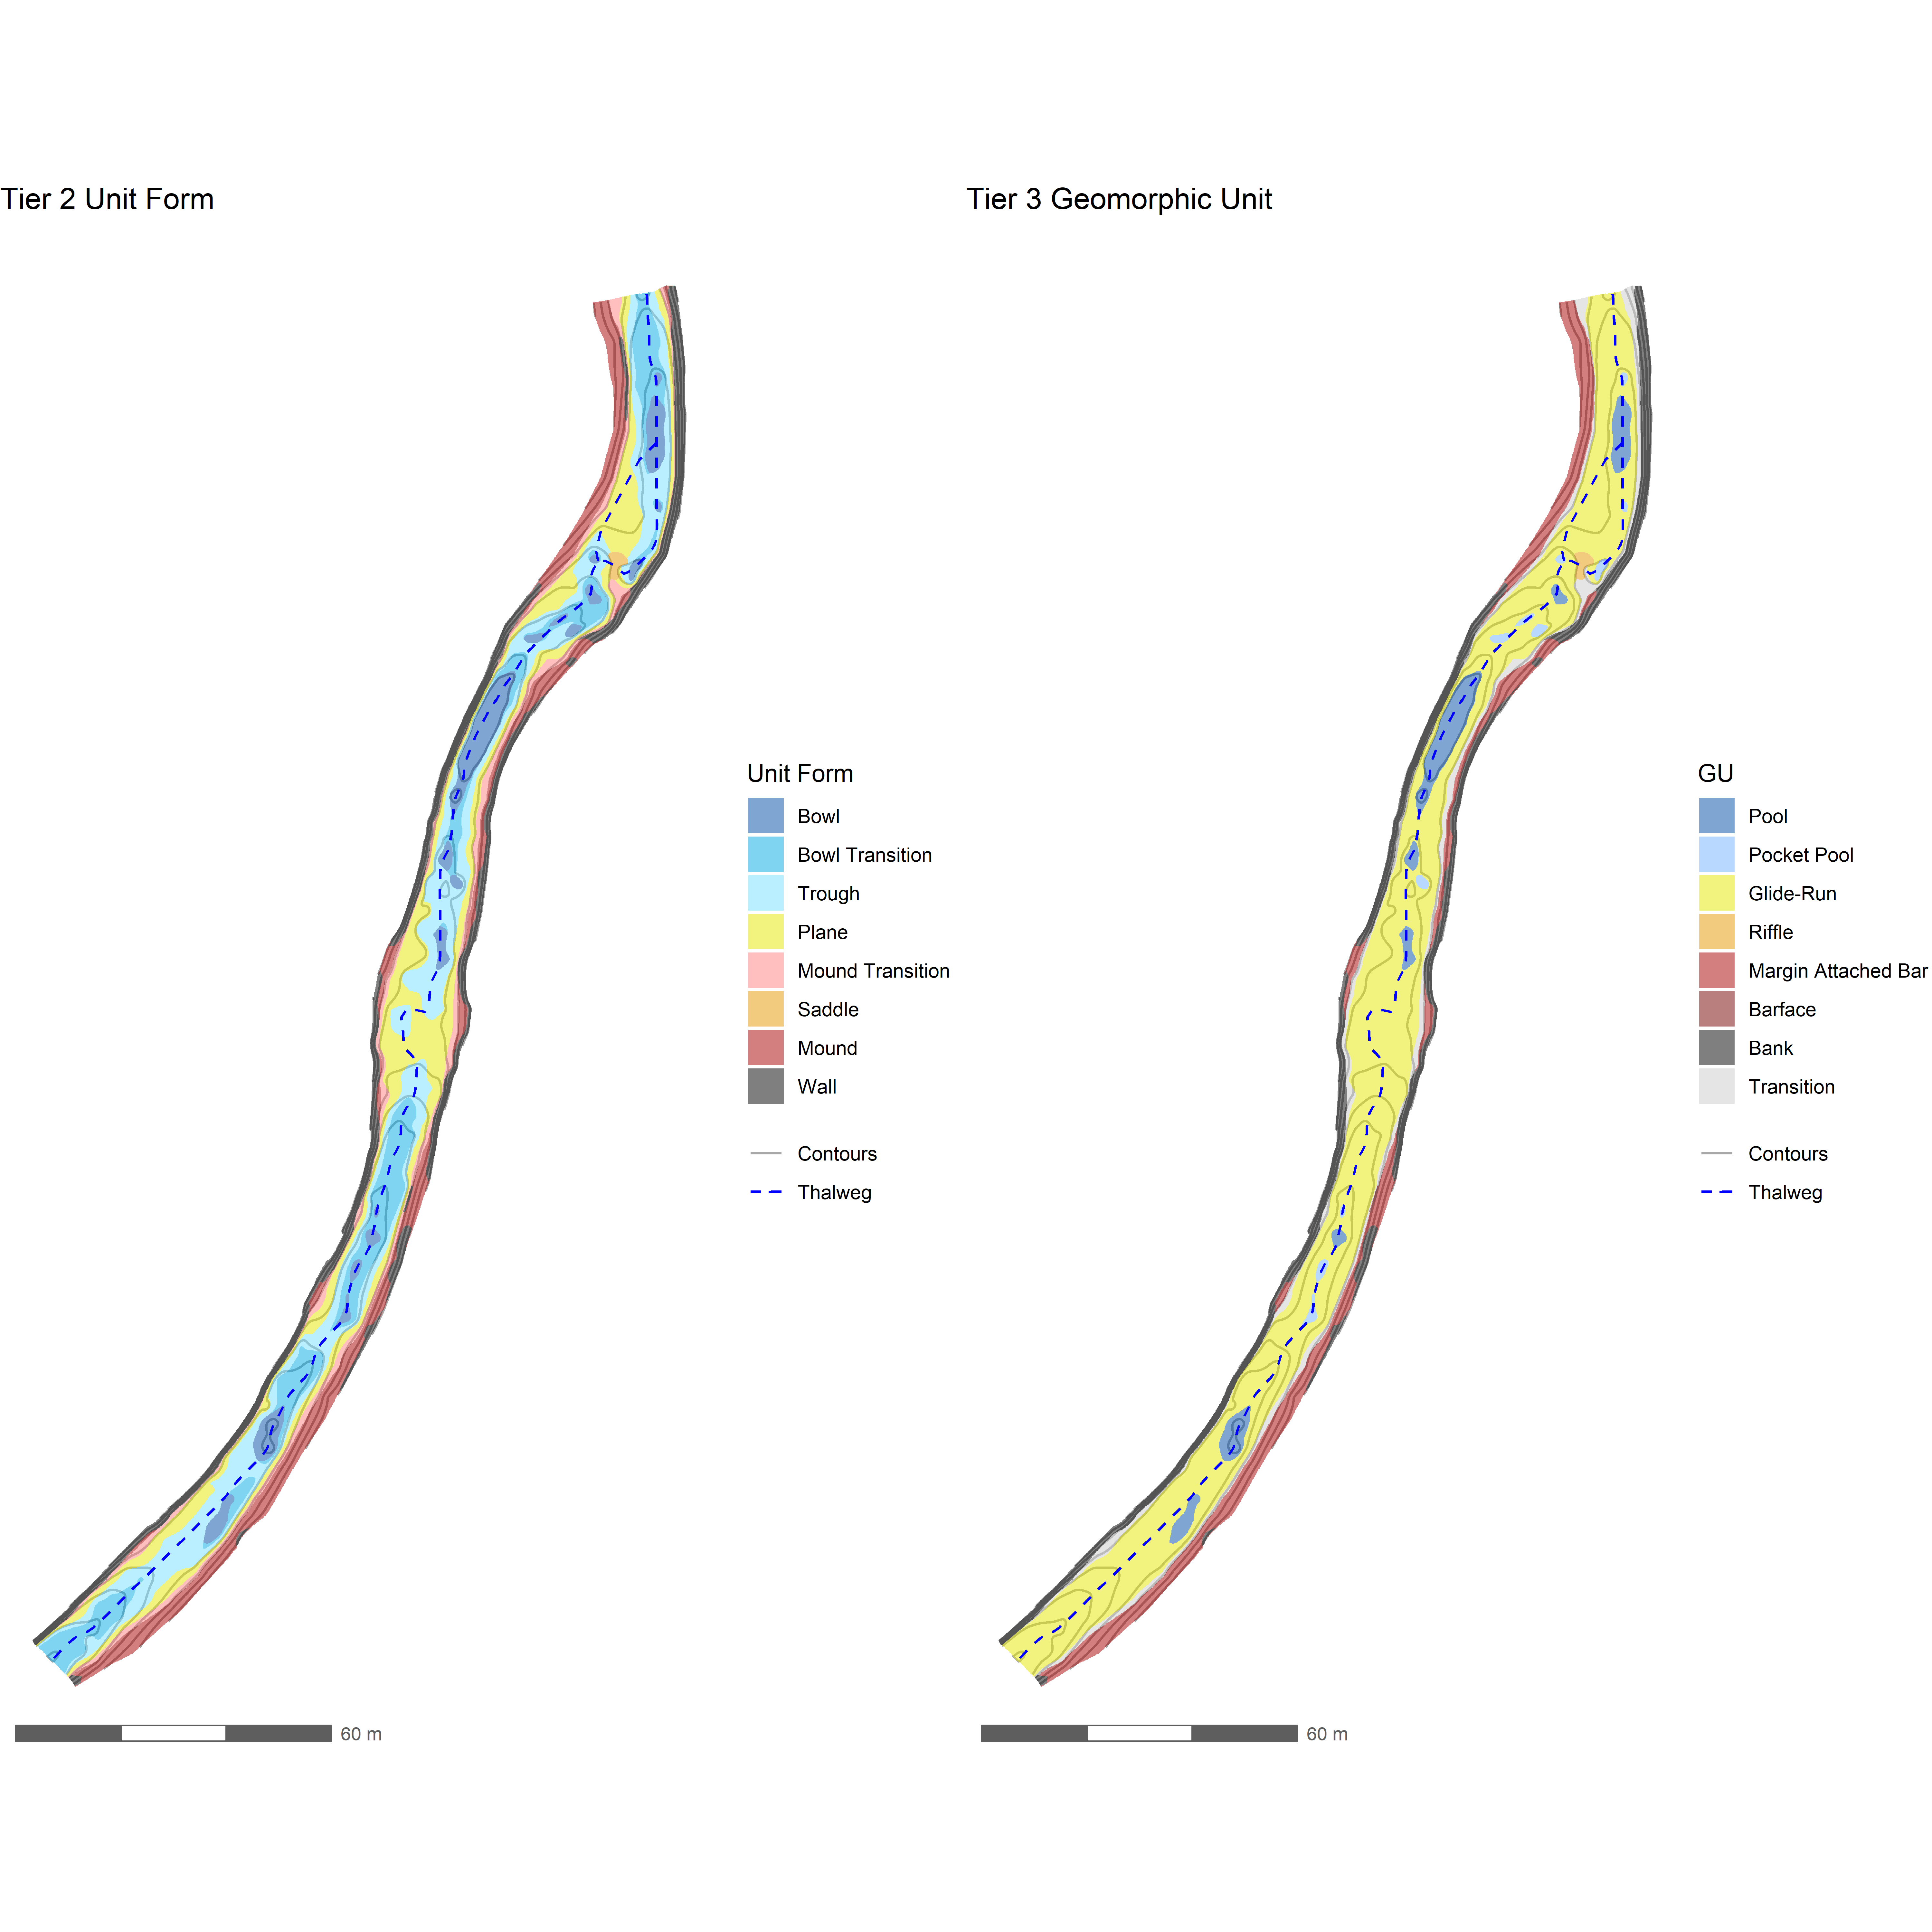 Tier 2 Unit Form
Tier 3 Geomorphic Unit
Unit Form
Bowl
Bowl Transition
Trough
Plane
Mound Transition
Saddle
Mound
Wall
Contours
Thalweg
GU
Pool
Pocket Pool
Glide-Run
Riffle
Margin Attached Bar
Barface
Bank
Transition
Contours
Thalweg
60 m
60 m